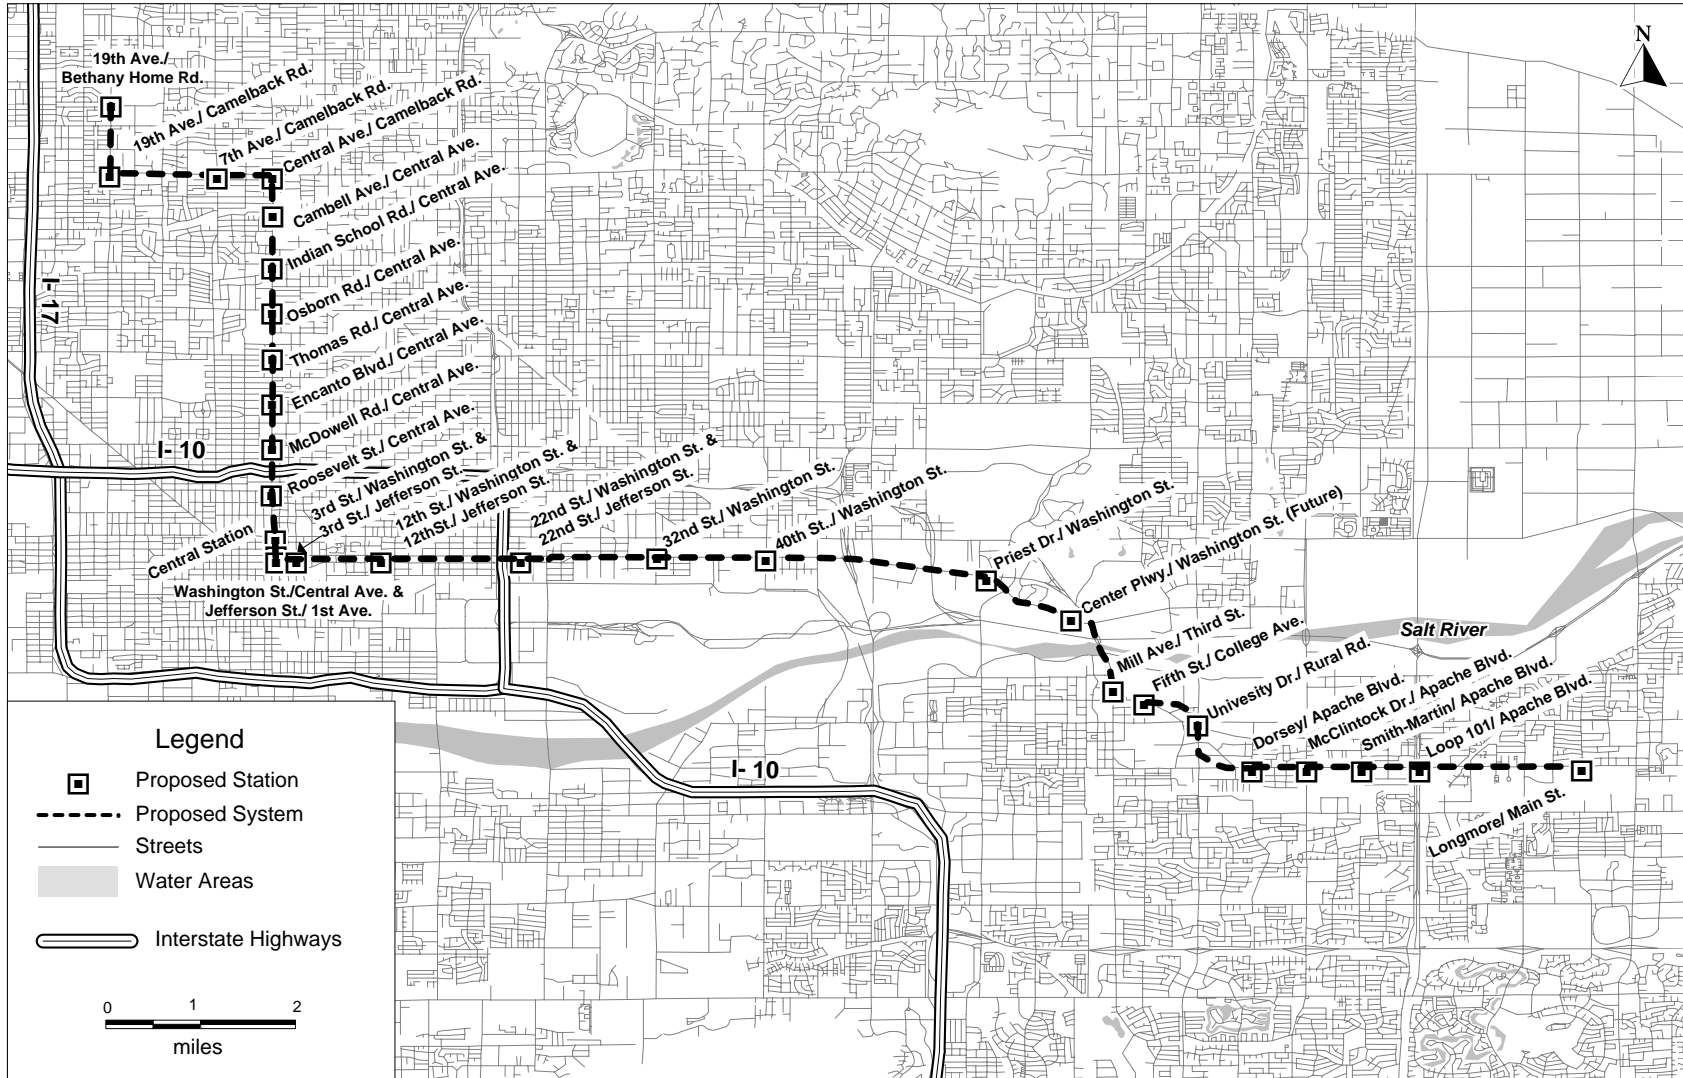 N
19th Ave./
Bethany Home Rd.
19th Ave./ Camelback Rd.
7th Ave./ Camelback Rd.
Central Ave./ Camelback Rd.
Cambell Ave./ Central Ave.
Indian School Rd./ Central Ave.
Osborn Rd./ Central Ave.
Thomas Rd./ Central Ave.
Encanto Blvd./ Central Ave.
McDowell Rd./ Central Ave.
Roosevelt St./ Central Ave.
I-17
I- 10
3rd St./ Washington St. &
3rd St./ Jefferson St.
12th St./ Washington St. &
12thSt./ Jefferson St.
22nd St./ Washington St. &
22nd St./ Jefferson St.
32nd St./ Washington St.
40th St../ Washington St.
Priest Dr./ Washington St.
Center Plwy./ Washington St. (Future)
Central Station
Washington St./Central Ave. &
Jefferson St./ 1st Ave.
Mill Ave./ Third St.
Fifth St./ College Ave.
Univesity Dr./ Rural Rd.
Salt River
Dorsey/ Apache Blvd.
McClintock Dr./ Apache Blvd.
Smith-Martin/ Apache Blvd.
Loop 101/ Apache Blvd.
Longmore/ Main St.
I- 10
Legend
Proposed Station
Proposed System
Streets
Water Areas
Interstate Highways
0 1 2
miles